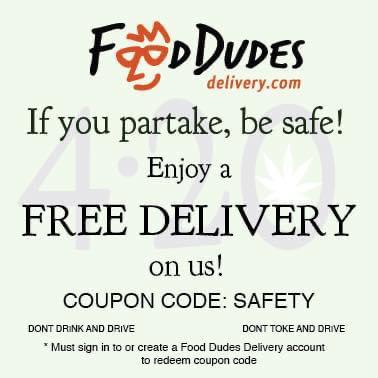 FOOD DUDES
delivery.com
4:20
If you partake, be safe!
Enjoy a
FREE DELIVERY
on us!
COUPON CODE: SAFETY
DONT DRINK AND DRIVE DONT TOKE AND DRIVE
* Must sign in to or create a Food Dudes Delivery account
to redeem coupon code